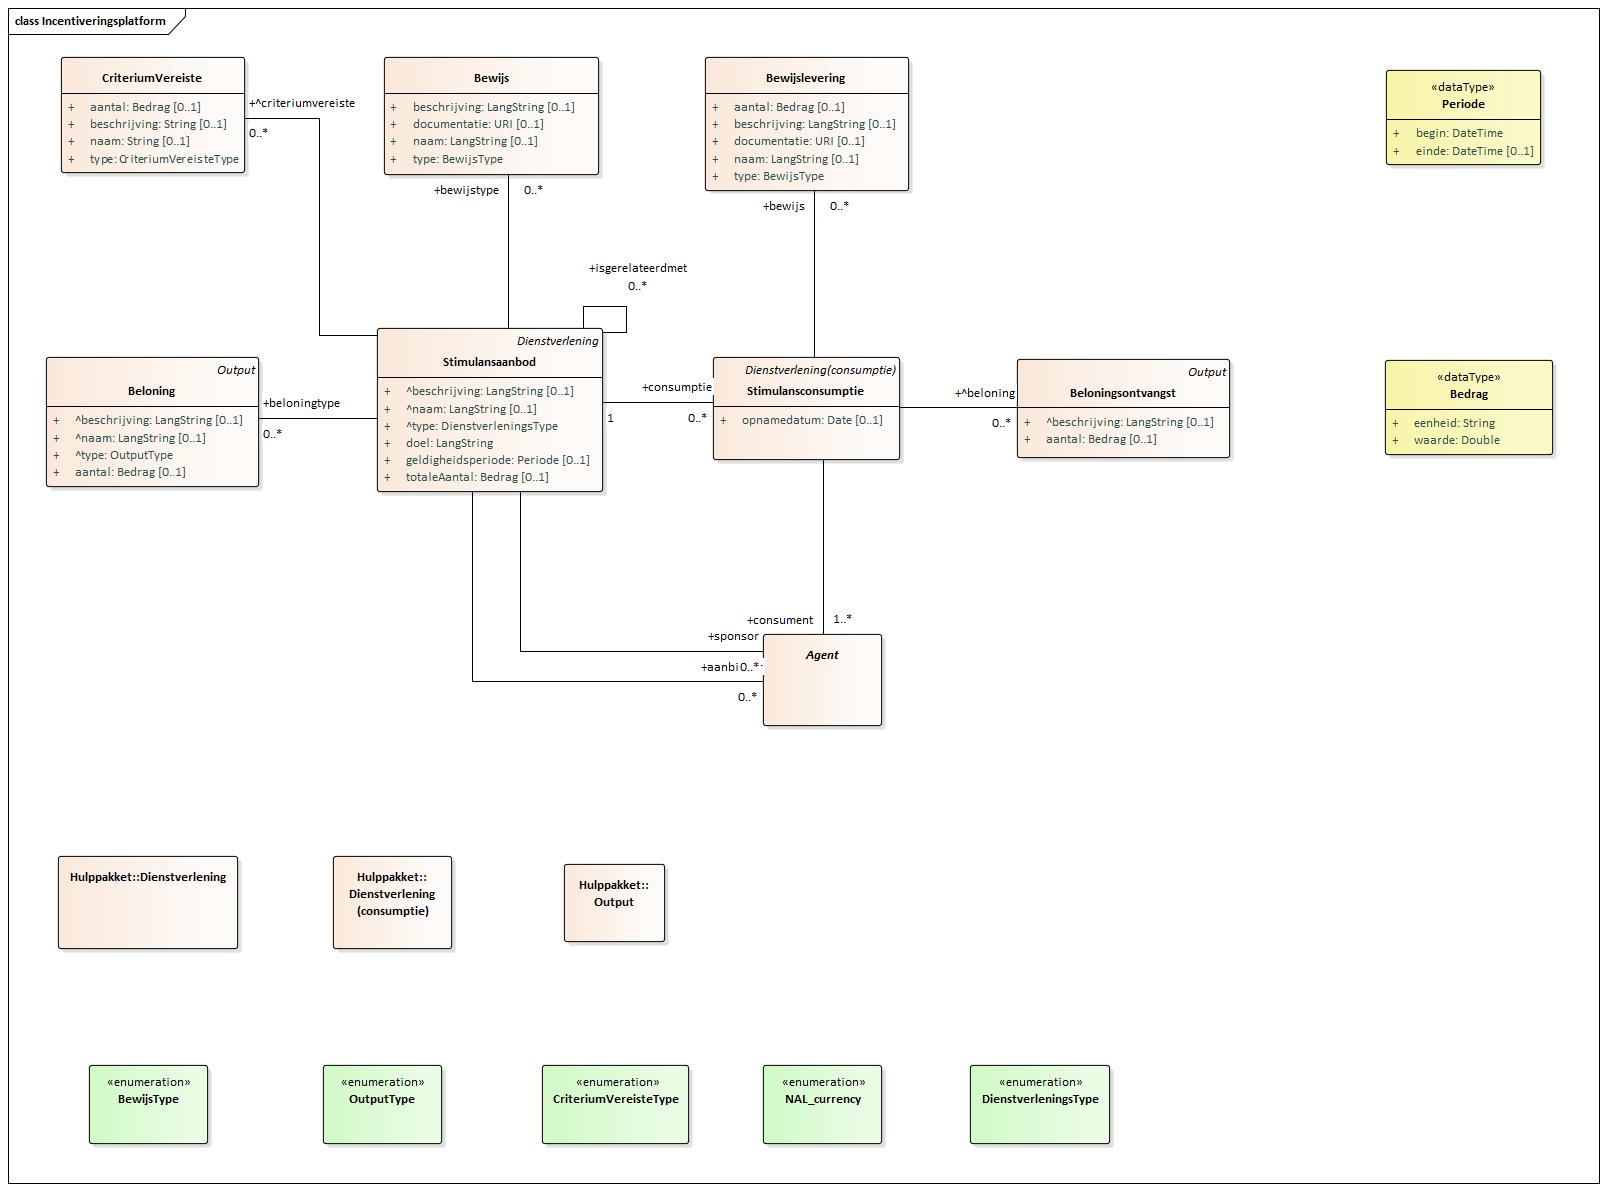 class Incentiveringsplatform
CriteriumVereiste
+ aantal: Bedrag [0..1]
+ beschrijving: String [0..1]
+ naam: String [0..1]
+ type: CriteriumVereisteType
+^criteriumvereiste
0..*
Bewijs
+ beschrijving: LangString [0..1]
+ documentatie: URI [0..1]
+ naam: LangString [0..1]
+ type: BewijsType
+bewijstype 0..*
Bewijslevering
+ aantal: Bedrag [0..1]
+ beschrijving: LangString [0..1]
+ documentatie: URI [0..1]
+ naam: LangString [0..1]
+ type: BewijsType
+bewijs 0..*
«dataType»
Periode
+ begin: DateTime
+ einde: DateTime [0..1]
+isgerelateerdmet
0..*
Output
Beloning
+ ^beschrijving: LangString [0..1]
+ ^naam: LangString [0..1]
+ ^type: OutputType
+ aantal: Bedrag [0..1]
+beloningtype
0..*
Dienstverlening
Stimulansaanbod
+ ^beschrijving: LangString [0..1]
+ ^naam: LangString [0..1]
+ ^type: DienstverleningsType
+ doel: LangString
+ geldigheidsperiode: Periode [0..1]
+ totaleAantal: Bedrag [0..1]
+consumptie
1 0..*
Dienstverlening(consumptie)
Stimulansconsumptie
+ opnamedatum: Date [0..1]
+^beloning
0..*
Output
Beloningsontvangst
+ ^beschrijving: LangString [0..1]
+ aantal: Bedrag [0..1]
«dataType»
Bedrag
+ eenheid: String
+ waarde: Double
+consument 1..*
+sponsor
+aanbi 0..*
0..*
Agent
Hulppakket::Dienstverlening
Hulppakket::
Dienstverlening
(consumptie)
Hulppakket::
Output
«enumeration»
BewijsType
«enumeration»
OutputType
«enumeration»
CriteriumVereisteType
«enumeration»
NAL_currency
«enumeration»
DienstverleningsType